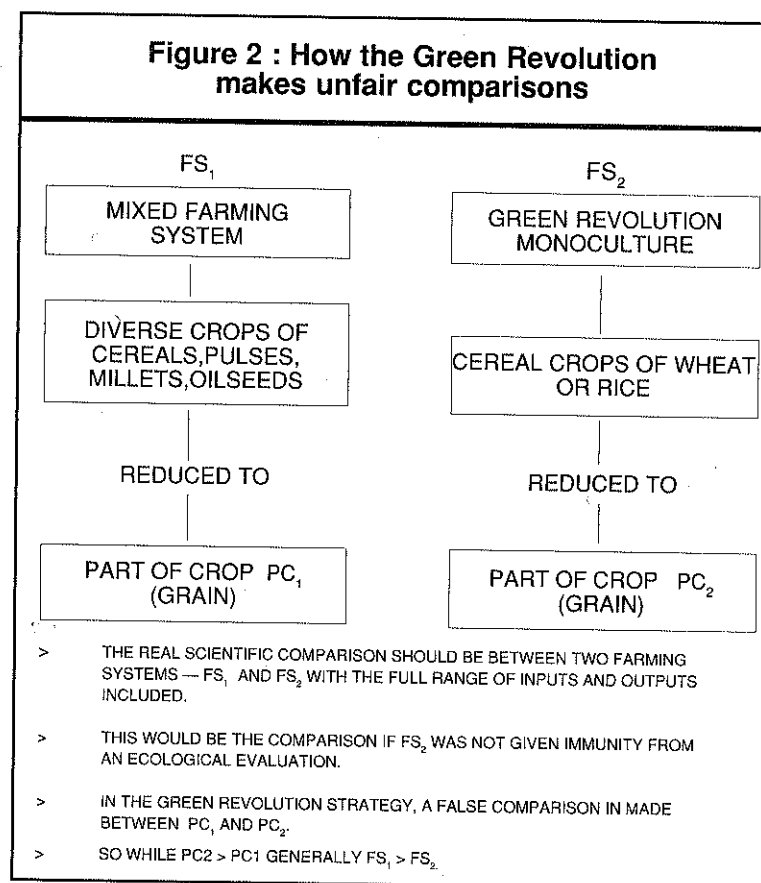 Figure 2 : How the Green Revolution
makes unfair comparisons
FS₁
MIXED FARMING
SYSTEM
DIVERSE CROPS OF
CEREALS,PULSES,
MILLETS,OILSEEDS
REDUCED TO
PART OF CROP PC₁
(GRAIN)
FS₂
GREEN REVOLUTION
MONOCULTURE
CEREAL CROPS OF WHEAT
OR RICE
REDUCED TO
PART OF CROP PC₂
(GRAIN)
> THE REAL SCIENTIFIC COMPARISON SHOULD BE BETWEEN TWO FARMING
SYSTEMS — FS₁ AND FS₂ WITH THE FULL RANGE OF INPUTS AND OUTPUTS
INCLUDED.
> THIS WOULD BE THE COMPARISON IF FS₂ WAS NOT GIVEN IMMUNITY FROM
AN ECOLOGICAL EVALUATION.
> IN THE GREEN REVOLUTION STRATEGY, A FALSE COMPARISON IN MADE
BETWEEN PC₁ AND PC₂.
> SO WHILE PC2 > PC1 GENERALLY FS₁ > FS₂